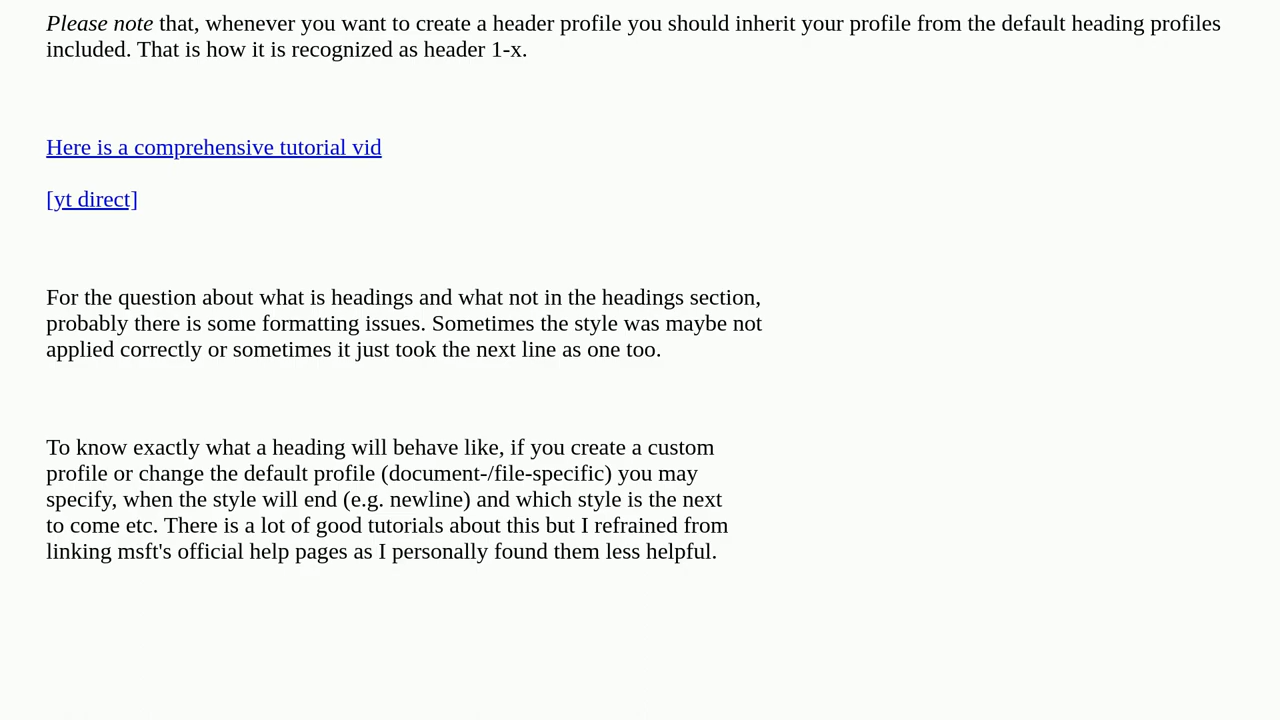 Please note that, whenever you want to create a header profile you should inherit your profile from the default heading profiles
included. That is how it is recognized as header 1-x.
Here is a comprehensive tutorial vid
[yt direct]
For the question about what is headings and what not in the headings section,
probably there is some formatting issues. Sometimes the style was maybe not
applied correctly or sometimes it just took the next line as one too.
To know exactly what a heading will behave like, if you create a custom
profile or change the default profile (document-/file-specific) you may
specify, when the style will end (e.g. newline) and which style is the next
to come etc. There is a lot of good tutorials about this but I refrained from
linking msft's official help pages as I personally found them less helpful.